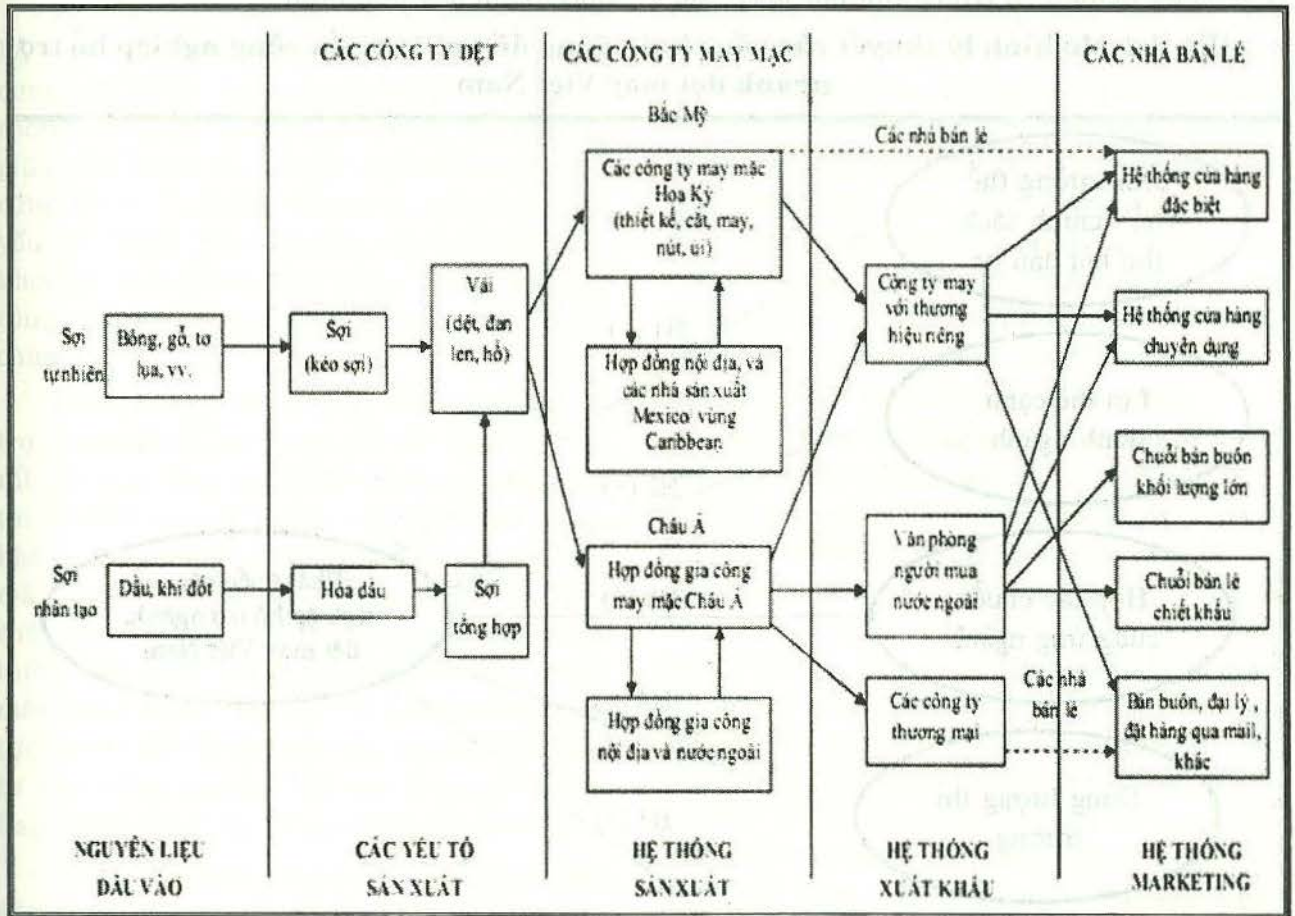 CÁC CÔNG TY DỆT
CÁC CÔNG TY MAY MẶC
CÁC NHÀ BÁN LẺ
Bắc Mỹ
Các nhà bán lẻ
Các công ty may mặc
Hoa Kỳ
(thiết kế, cắt, may,
nút, ủi)
Hệ thống cửa hàng
đặc biệt
Sợi
tự nhiên
Bông, gỗ, tơ
lụa, vv.
Sợi
(kéo sợi)
Vải
(dệt, đan
len, hồ)
Hợp đồng nội địa, và
các nhà sản xuất
Mexico vùng
Caribbean
Công ty may
với thương
hiệu riêng
Hệ thống cửa hàng
chuyên dụng
Chuỗi bán buôn
khối lượng lớn
Châu Á
Sợi
nhân tạo
Dầu, khí đốt
Hóa dầu
Sợi
tổng hợp
Hợp đồng gia công
may mặc Châu Á
Văn phòng
người mua
nước ngoài
Chuỗi bán lẻ
chiết khấu
Hợp đồng gia công
nội địa và nước ngoài
Các công ty
thương mại
Các nhà
bán lẻ
Bán buôn, đại lý,
đặt hàng qua mail,
khác
NGUYÊN LIỆU
ĐẦU VÀO
CÁC YẾU TỐ
SẢN XUẤT
HỆ THỐNG
SẢN XUẤT
HỆ THỐNG
XUẤT KHẨU
HỆ THỐNG
MARKETING